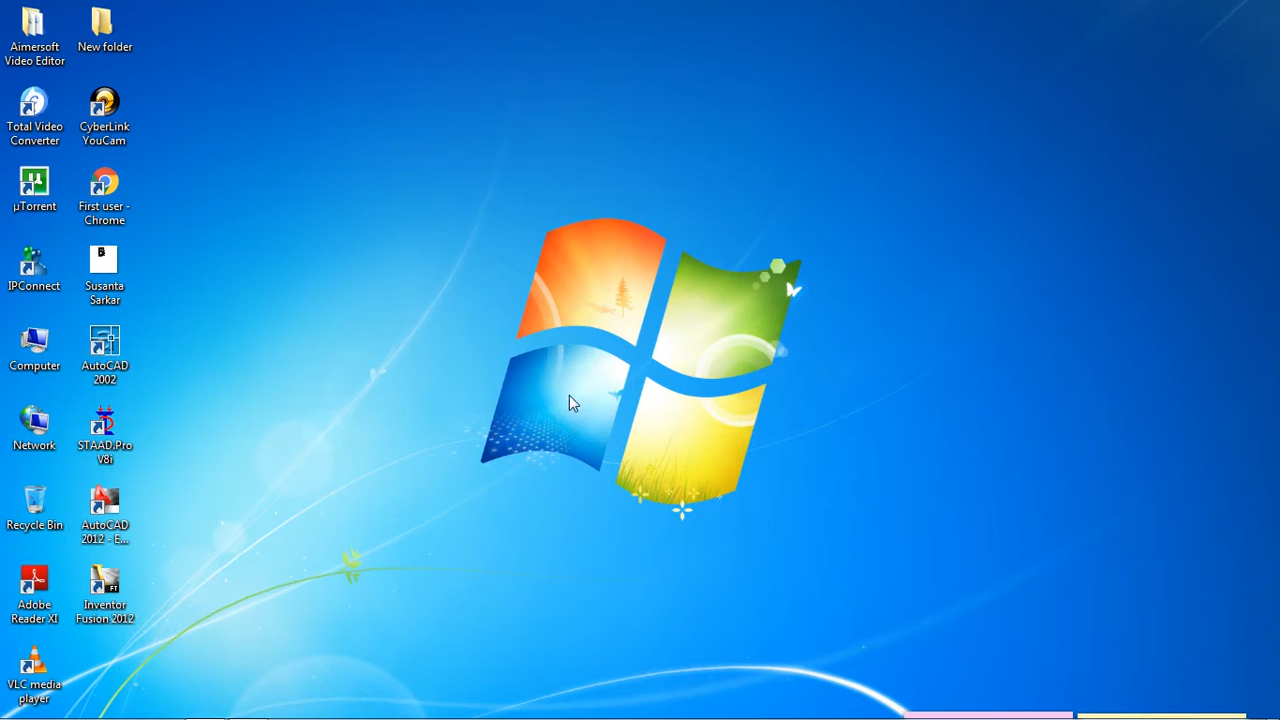 Aimersoft
Video Editor
New folder
Total Video
Converter
CyberLink
YouCam
µTorrent
First user -
Chrome
IPConnect
Susanta
Sarkar
Computer
AutoCAD
2002
Network
STAAD.Pro
V8i
Recycle Bin
AutoCAD
2012 - E...
Adobe
Reader XI
Inventor
Fusion 2012
FT
VLC media
player